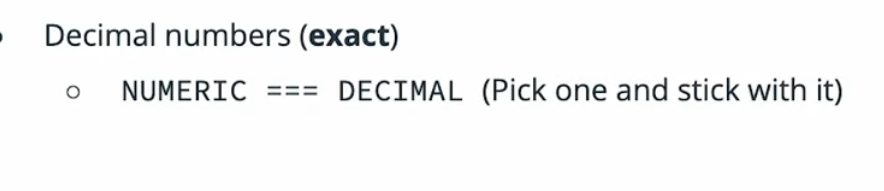 Decimal numbers (exact)
NUMERIC === DECIMAL (Pick one and stick with it)